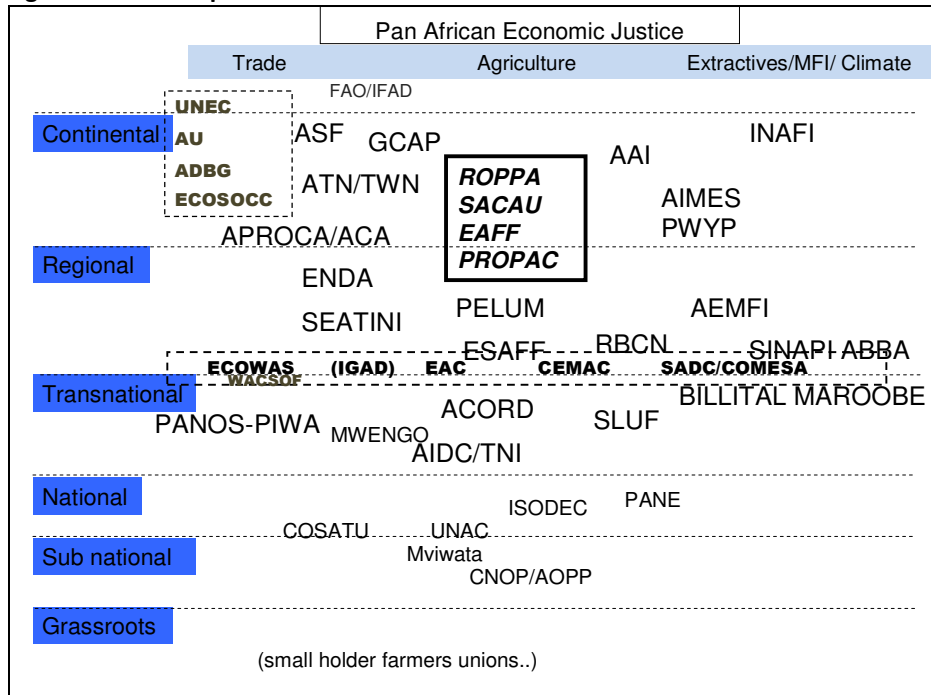 Pan African Economic Justice
Trade Agriculture Extractives/MFI/ Climate
FAO/IFAD
UNEC
Continental AU ASF GCAP INAFI
AAI
ADBG ATN/TWN ROPPA
ECOSOCC SACAU AIMES
APROCA/ACA EAFF PWYP
Regional PROPAC
ENDA
PELUM AEMFI
SEATINI
ESAFF RBCN SINAPI ABBA
ECOWAS (IGAD) EAC CEMAC SADC/COMESA
WACSOF
Transnational BILLITAL MAROOBE
ACORD SLUF
PANOS-PIWA MWENGO
AIDC/TNI
National
ISODEC PANE
COSATU UNAC
Sub national Mviwata
CNOP/AOPP
Grassroots
(small holder farmers unions..)